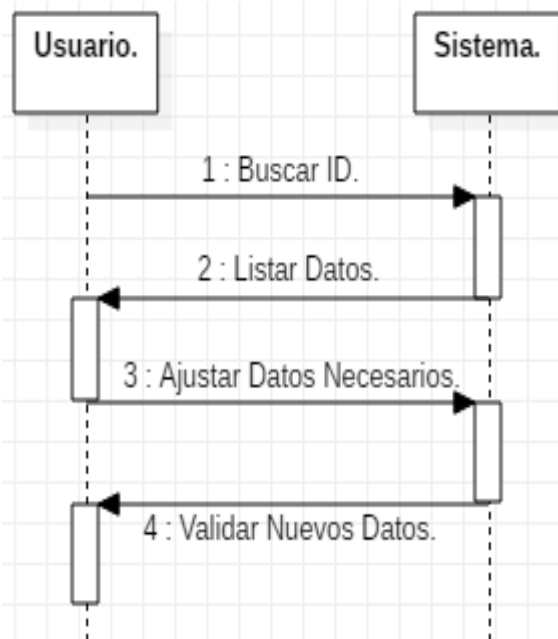 Usuario.
Sistema.
1 : Buscar ID.
2 : Listar Datos.
3 : Ajustar Datos Necesarios.
4 : Validar Nuevos Datos.